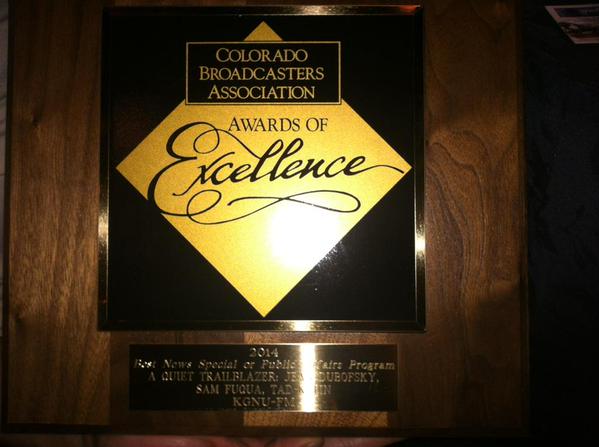 COLORADO
BROADCASTERS
ASSOCIATION
AWARDS OF
Excellence
2014
Best News Special or Public Affairs Program
A QUIET TRAILBLAZER: DUBOFSKY,
SAM FUQUA,
KGNU-FM